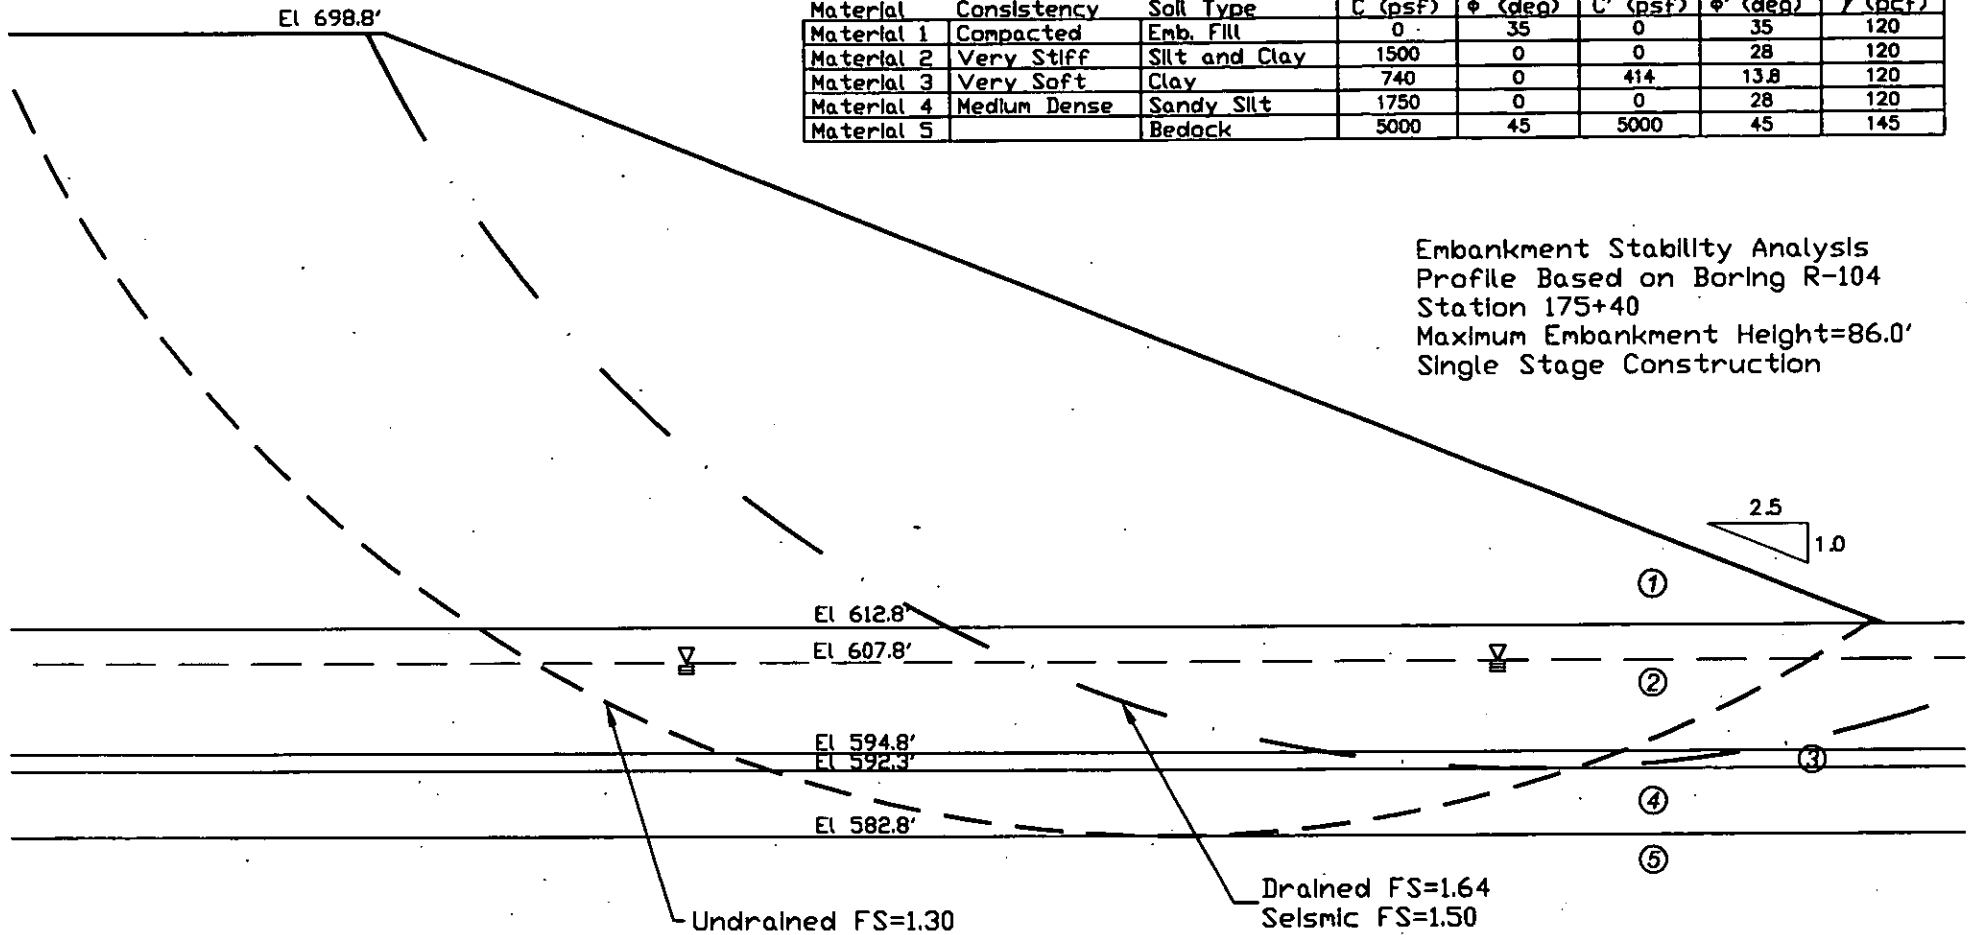 El 698.8'
Material Consistency Soil Type C (psf) Φ (deg) C' (psf) Φ' (deg) γ (pcf)
Material 1 Compacted Emb. Fill 0 35 0 35 120
Material 2 Very Stiff Silt and Clay 1500 0 0 28 120
Material 3 Very Soft Clay 740 0 414 13.8 120
Material 4 Medium Dense Sandy Silt 1750 0 0 28 120
Material 5 Bedock 5000 45 5000 45 145
Embankment Stability Analysis
Profile Based on Boring R-104
Station 175+40
Maximum Embankment Height=86.0'
Single Stage Construction
2.5
1.0
1
El 612.8'
El 607.8'
2
El 594.8'
El 592.3'
3
4
El 582.8'
5
Drained FS=1.64
Seismic FS=1.50
Undrained FS=1.30